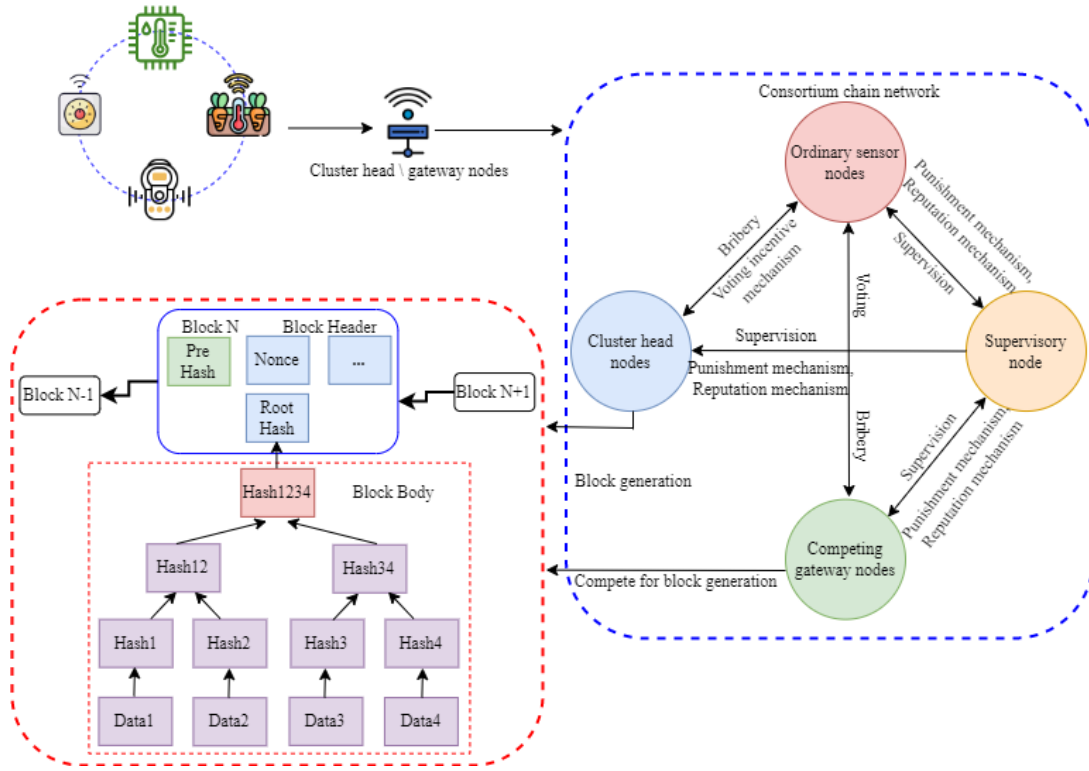 Cluster head \ gateway nodes
Consortium chain network
Ordinary sensor
nodes
Punishment mechanism,
Reputation mechanism
Supervision
Bribery
Voting incentive
mechanism
Voting
Bribery
Cluster head
nodes
Supervision
Punishment mechanism,
Reputation mechanism
Supervisory
node
Supervision
Punishment mechanism,
Reputation mechanism
Competing
gateway nodes
Block generation
Compete for block generation
Block N
Block Header
Pre
Hash
Nonce
...
Root
Hash
Block N-1
Block N+1
Hash1234
Block Body
Hash12
Hash34
Hash1
Hash2
Hash3
Hash4
Data1
Data2
Data3
Data4